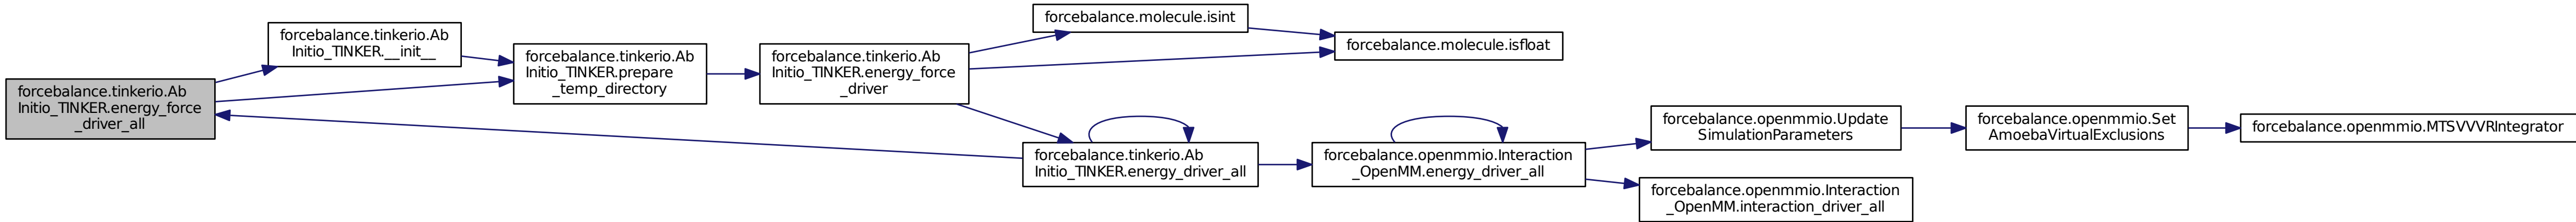 forcebalance.tinkerio.Ab
Initio_TINKER.energy_force
_driver_all
forcebalance.tinkerio.Ab
Initio_TINKER.__init__
forcebalance.tinkerio.Ab
Initio_TINKER.prepare
_temp_directory
forcebalance.tinkerio.Ab
Initio_TINKER.energy_force
_driver
forcebalance.molecule.isint
forcebalance.molecule.isfloat
forcebalance.tinkerio.Ab
Initio_TINKER.energy_driver_all
forcebalance.openmmio.Interaction
_OpenMM.energy_driver_all
forcebalance.openmmio.Update
SimulationParameters
forcebalance.openmmio.Set
AmoebaVirtualExclusions
forcebalance.openmmio.MTSVVVRIntegrator
forcebalance.openmmio.Interaction
_OpenMM.interaction_driver_all